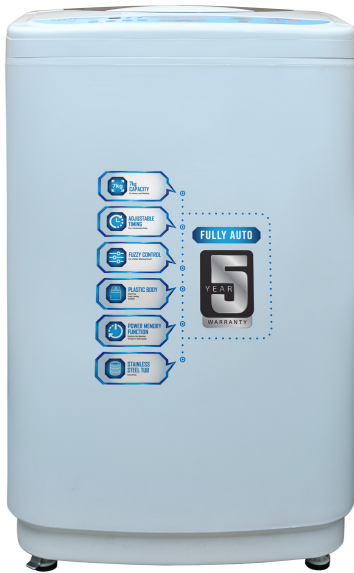 7kg
7kg
CAPACITY
ADJUSTABLE
TIMING
FUZZY CONTROL
PLASTIC BODY
POWER MEMORY
FUNCTION
STAINLESS
STEEL TUB
FULLY AUTO
5
YEAR
WARRANTY